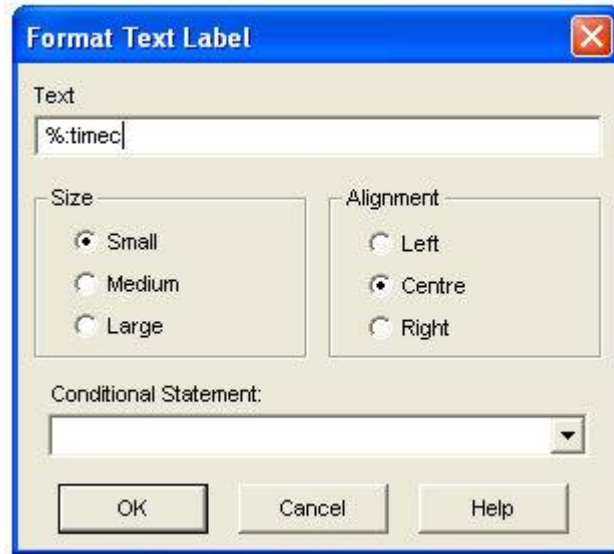 Format Text Label
Text
%:timec
Size
Small
Medium
Large
Alignment
Left
Centre
Right
Conditional Statement:
OK Cancel Help